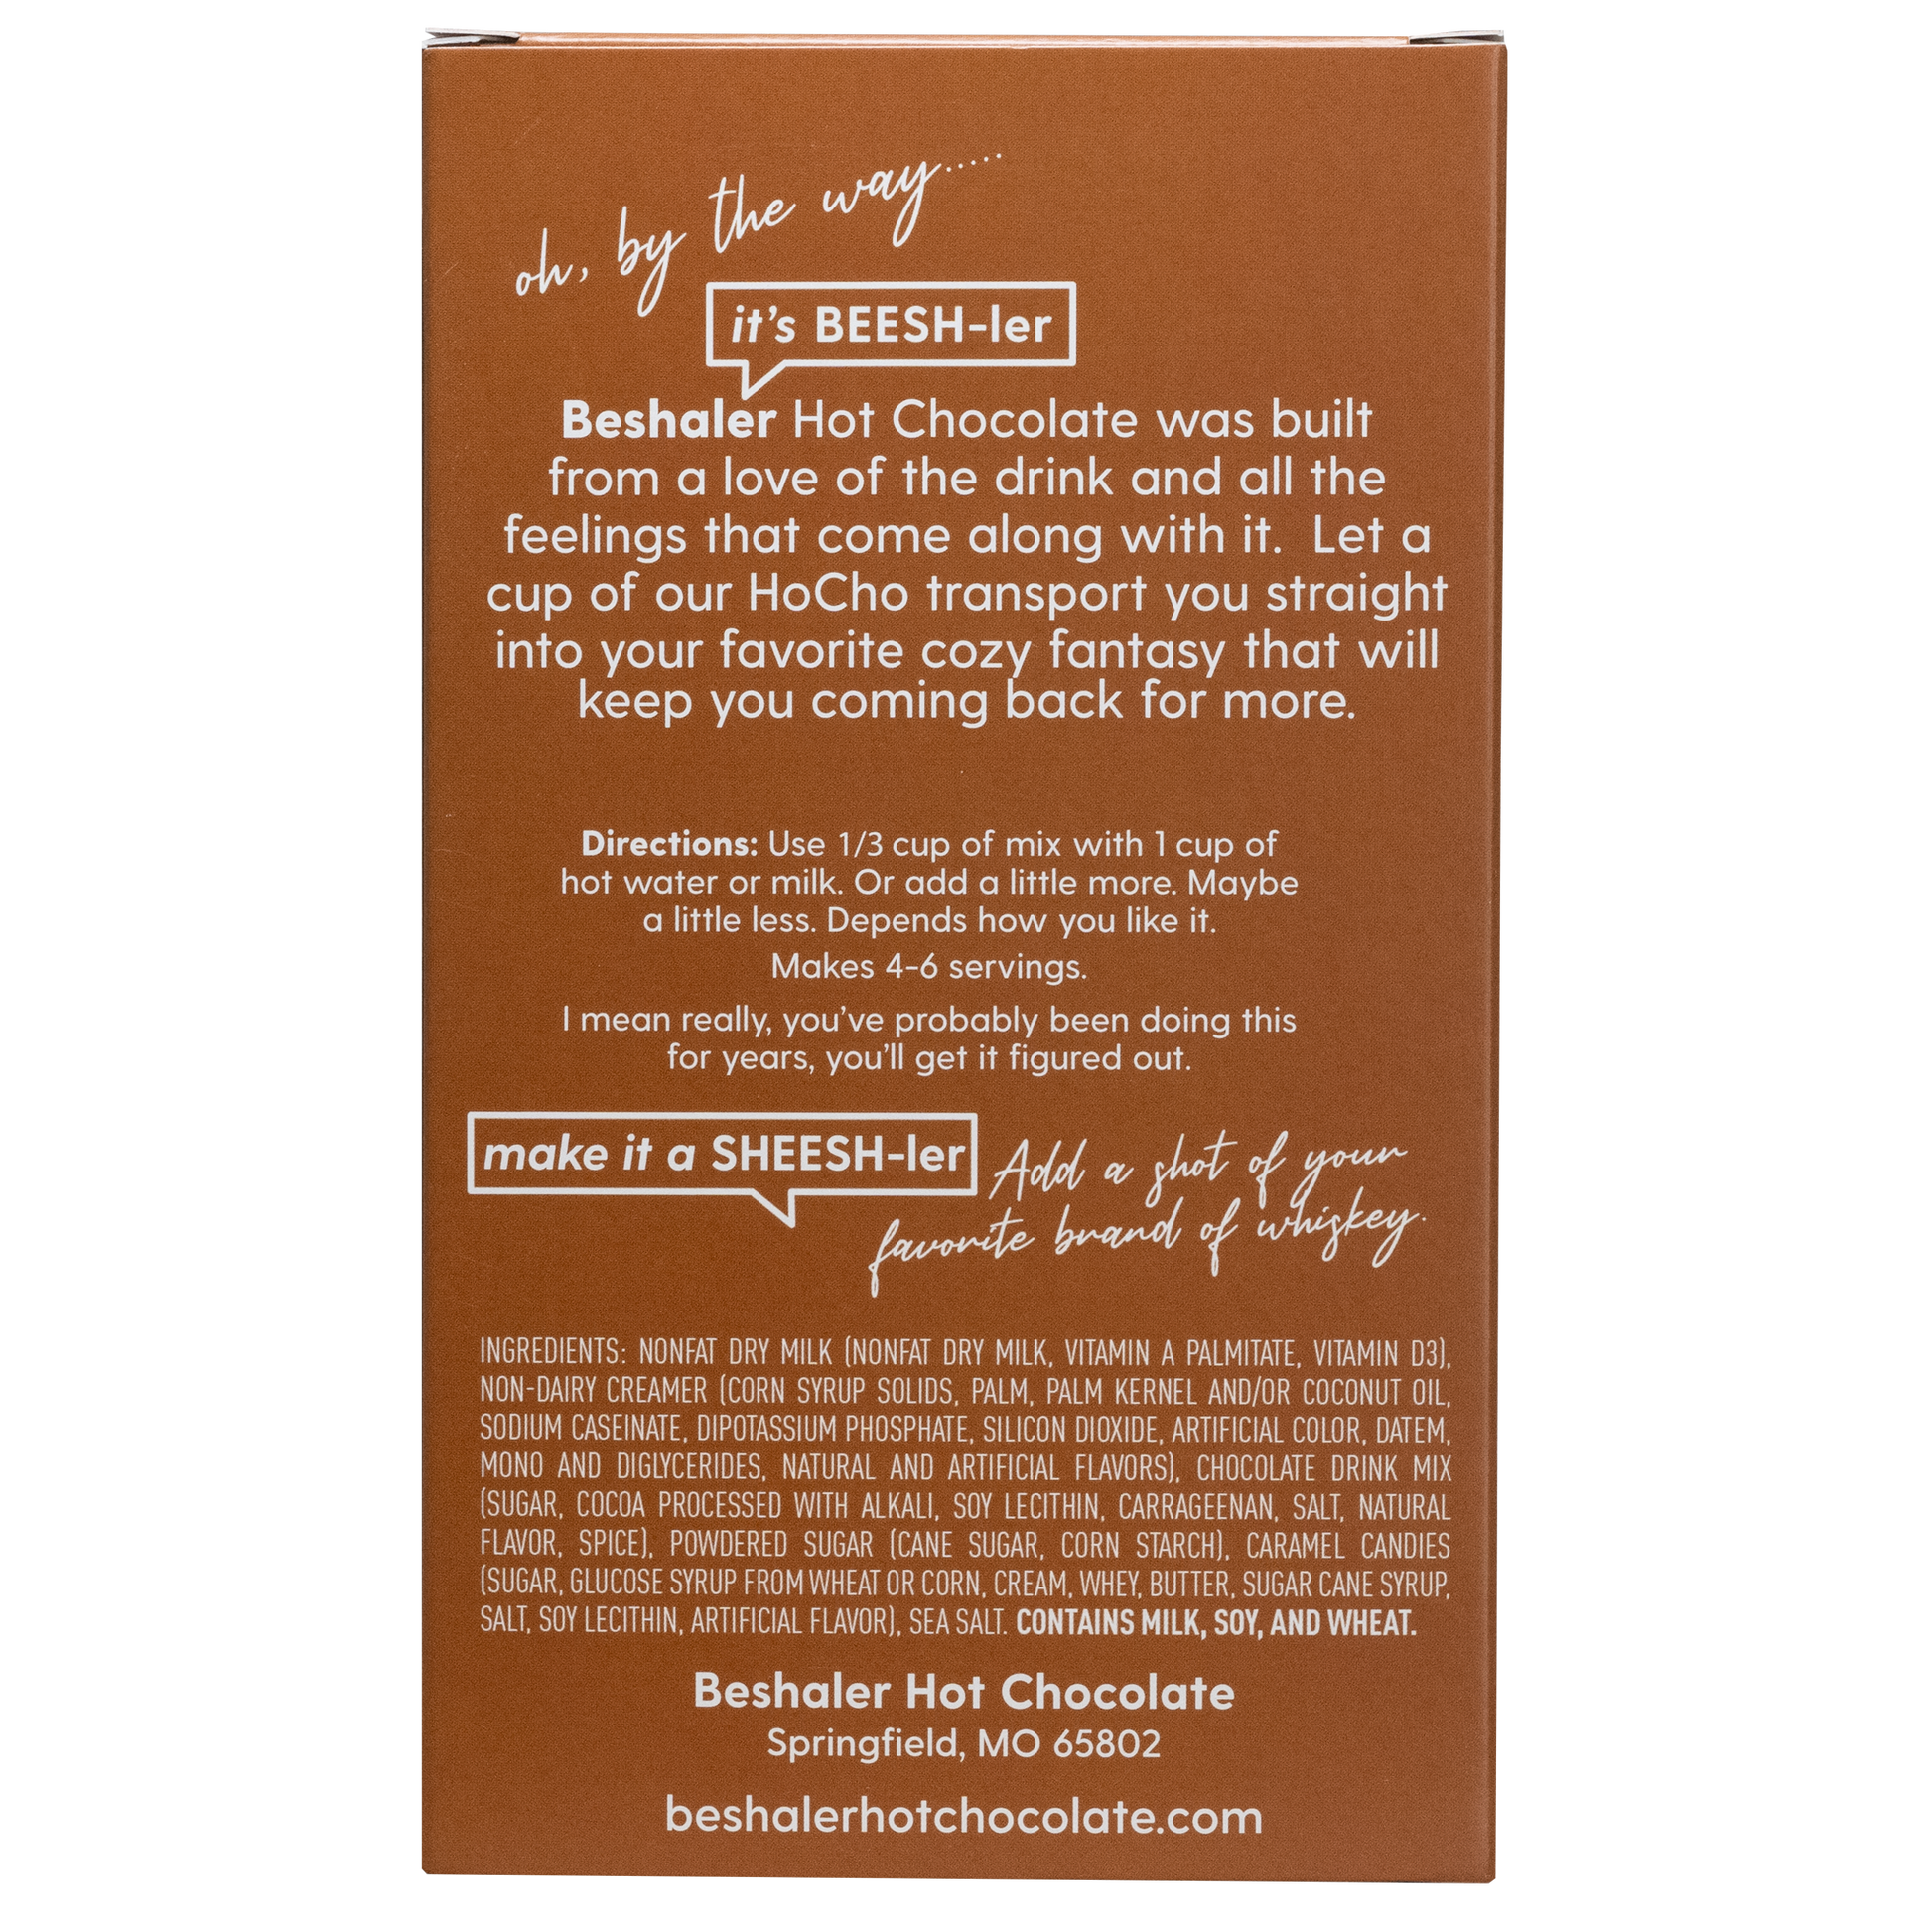 oh, by the way.....
it's BEESH-ler
Beshaler Hot Chocolate was built
from a love of the drink and all the
feelings that come along with it. Let a
cup of our HoCho transport you straight
into your favorite cozy fantasy that will
keep you coming back for more.
Directions: Use 1/3 cup of mix with 1 cup of
hot water or milk. Or add a little more. Maybe
a little less. Depends how you like it.
Makes 4-6 servings.
I mean really, you've probably been doing this
for years, you'll get it figured out.
make it a SHEESH-ler
Add a shot of your
favorite brand of whiskey.
INGREDIENTS: NONFAT DRY MILK (NONFAT DRY MILK, VITAMIN A PALMITATE, VITAMIN D3),
NON-DAIRY CREAMER (CORN SYRUP SOLIDS, PALM, PALM KERNEL AND/OR COCONUT OIL,
SODIUM CASEINATE, DIPOTASSIUM PHOSPHATE, SILICON DIOXIDE, ARTIFICIAL COLOR, DATEM,
MONO AND DIGLYCERIDES, NATURAL AND ARTIFICIAL FLAVORS), CHOCOLATE DRINK MIX
(SUGAR, COCOA PROCESSED WITH ALKALI, SOY LECITHIN, CARRAGEENAN, SALT, NATURAL
FLAVOR, SPICE), POWDERED SUGAR (CANE SUGAR, CORN STARCH), CARAMEL CANDIES
(SUGAR, GLUCOSE SYRUP FROM WHEAT OR CORN, CREAM, WHEY, BUTTER, SUGAR CANE SYRUP,
SALT, SOY LECITHIN, ARTIFICIAL FLAVOR), SEA SALT. CONTAINS MILK, SOY, AND WHEAT.
Beshaler Hot Chocolate
Springfield, MO 65802
beshalerhotchocolate.com